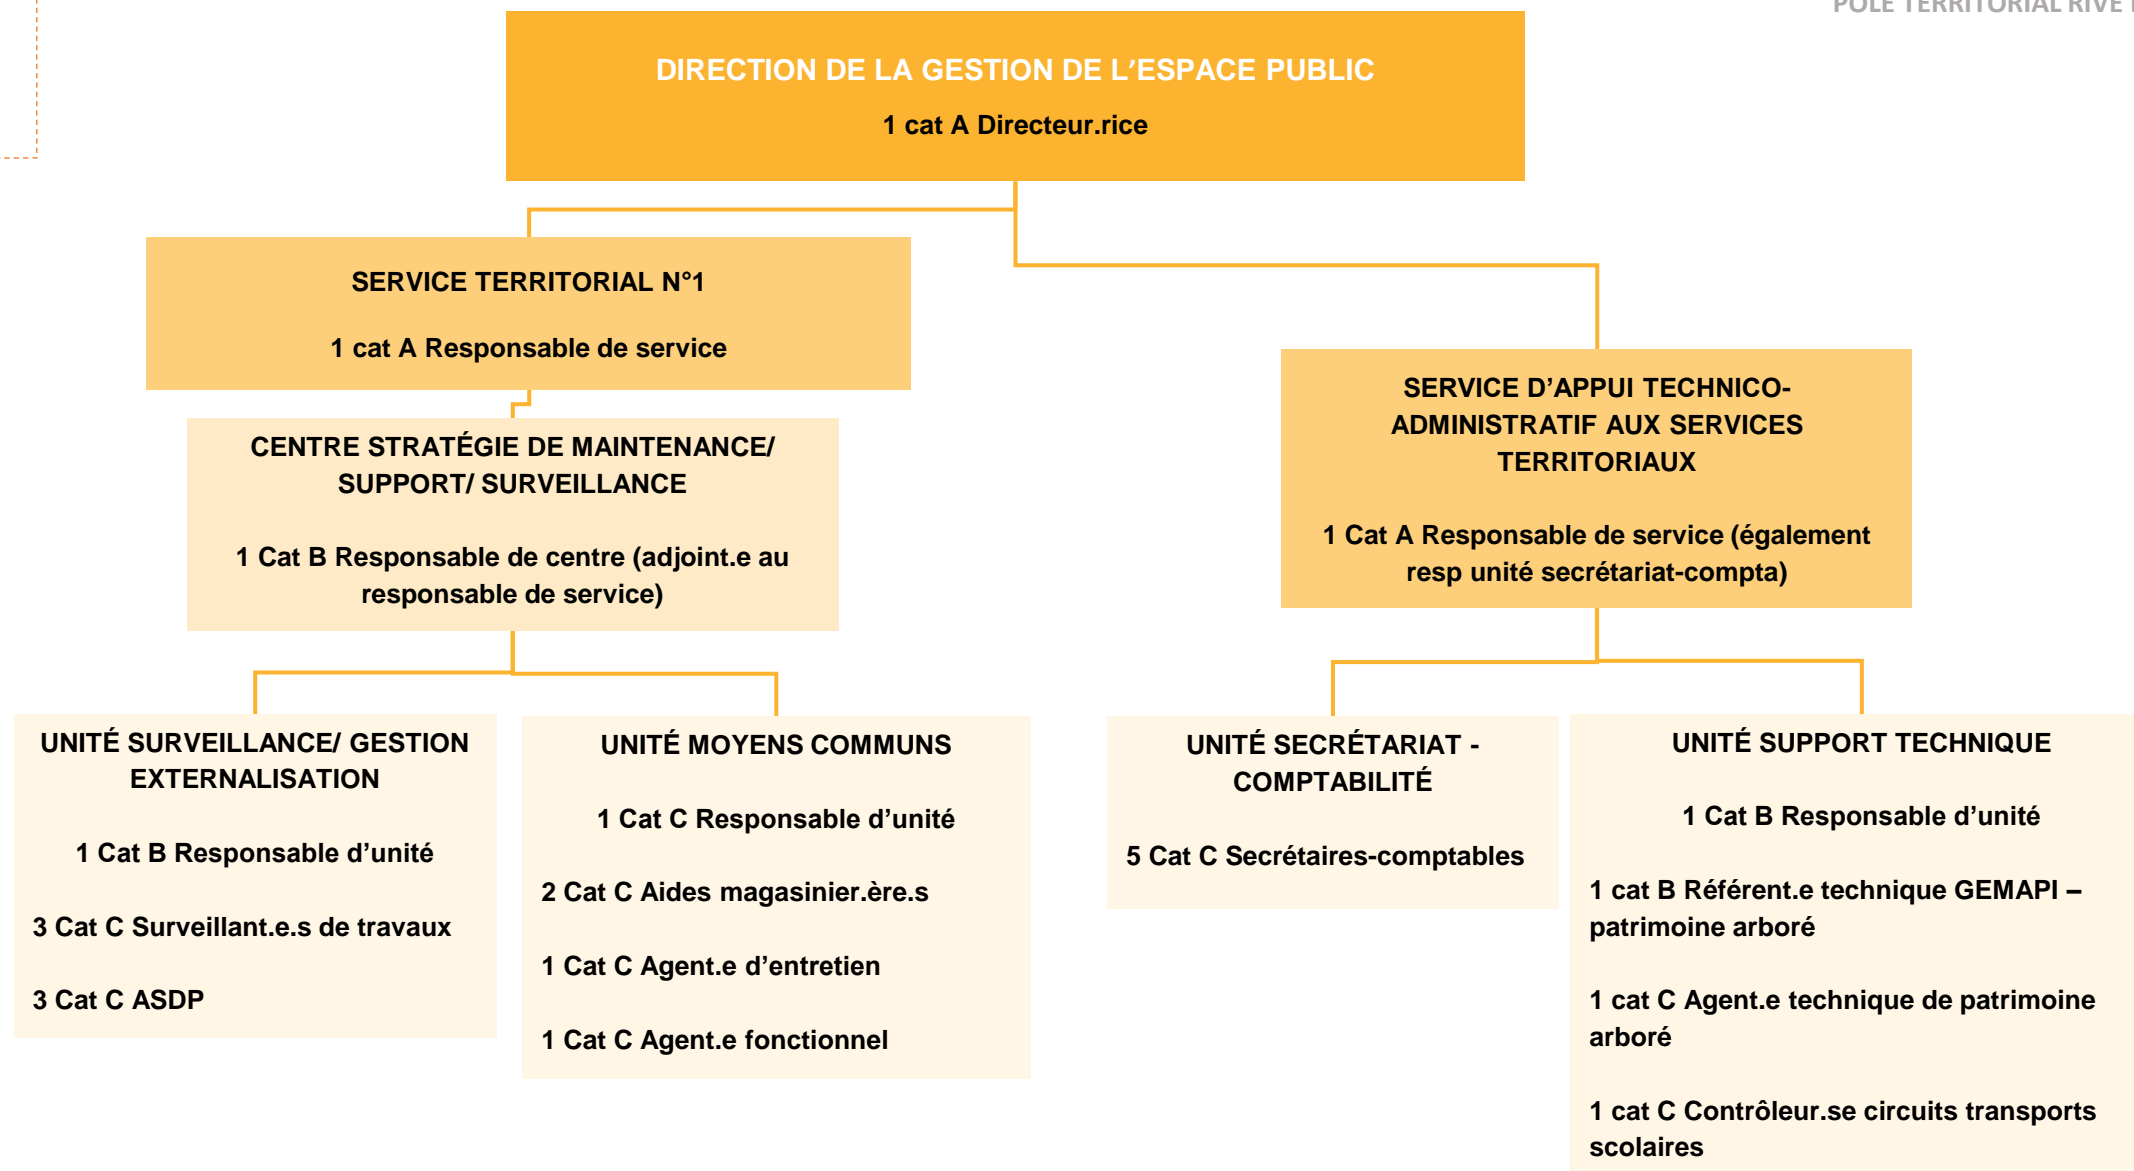 PÔLE TERRITORIAL RIVE
DIRECTION DE LA GESTION DE L’ESPACE PUBLIC
1 cat A Directeur.rice
SERVICE TERRITORIAL N°1
1 cat A Responsable de service
CENTRE STRATÉGIE DE MAINTENANCE/
SUPPORT/ SURVEILLANCE
1 Cat B Responsable de centre (adjoint.e au
responsable de service)
SERVICE D’APPUI TECHNICO-
ADMINISTRATIF AUX SERVICES
TERRITORIAUX
1 Cat A Responsable de service (également
resp unité secrétariat-compta)
UNITÉ SURVEILLANCE/ GESTION
EXTERNALISATION
1 Cat B Responsable d’unité
3 Cat C Surveillant.e.s de travaux
3 Cat C ASDP
UNITÉ MOYENS COMMUNS
1 Cat C Responsable d’unité
2 Cat C Aides magasinier.ère.s
1 Cat C Agent.e d’entretien
1 Cat C Agent.e fonctionnel
UNITÉ SECRÉTARIAT -
COMPTABILITÉ
5 Cat C Secrétaires-comptables
UNITÉ SUPPORT TECHNIQUE
1 Cat B Responsable d’unité
1 cat B Référent.e technique GEMAPI –
patrimoine arboré
1 cat C Agent.e technique de patrimoine
arboré
1 cat C Contrôleur.se circuits transports
scolaires